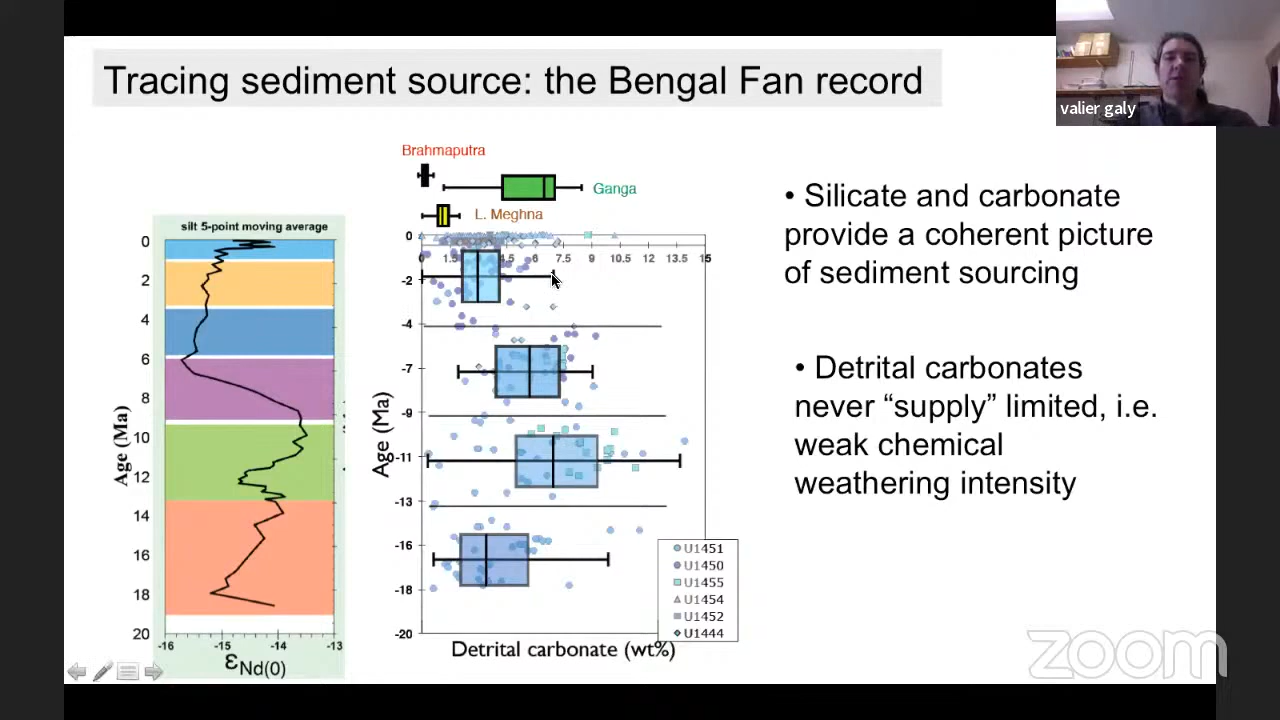 Tracing sediment source: the Bengal Fan record
valier galy
Brahmaputra
Ganga
L. Meghna
silt 5-point moving average
0
2
4
6
8
10
12
14
16
18
20
Age (Ma)
-16
-15
-14
-13
εNd(0)
0
-2
-4
-7
-9
-11
-13
-16
-18
-20
Age (Ma)
0 1.5 4.5 6 7.5 9 10.5 12 13.5 15
Detrital carbonate (wt%)
U1451
U1450
U1455
U1454
U1452
U1444
• Silicate and carbonate
provide a coherent picture
of sediment sourcing
• Detrital carbonates
never “supply” limited, i.e.
weak chemical
weathering intensity
zoom